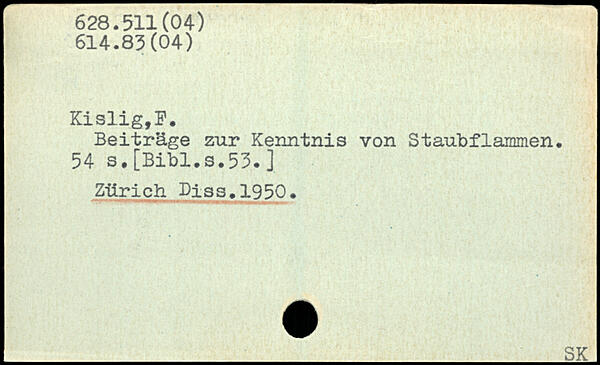 628.511(04)
614.83(04)
Kislig,F.
Beiträge zur Kenntnis von Staubflammen.
54 s.[Bibl.s.53.]
Zürich Diss.1950.
SK